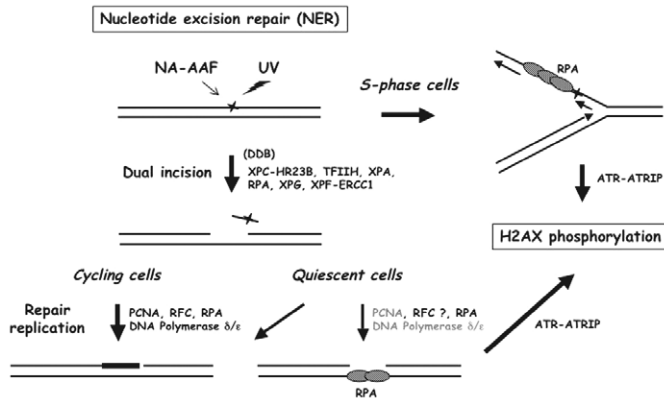 Nucleotide excision repair (NER)
NA-AAF
UV
S-phase cells
RPA
Dual incision
(DDB)
XPC-HR23B, TFIIH, XPA,
RPA, XPG, XPF-ERCC1
ATR-ATRIP
H2AX phosphorylation
Cycling cells
Quiescent cells
Repair
replication
PCNA, RFC, RPA
DNA Polymerase δ/ε
PCNA, RFC ?, RPA
DNA Polymerase δ/ε
ATR-ATRIP
RPA